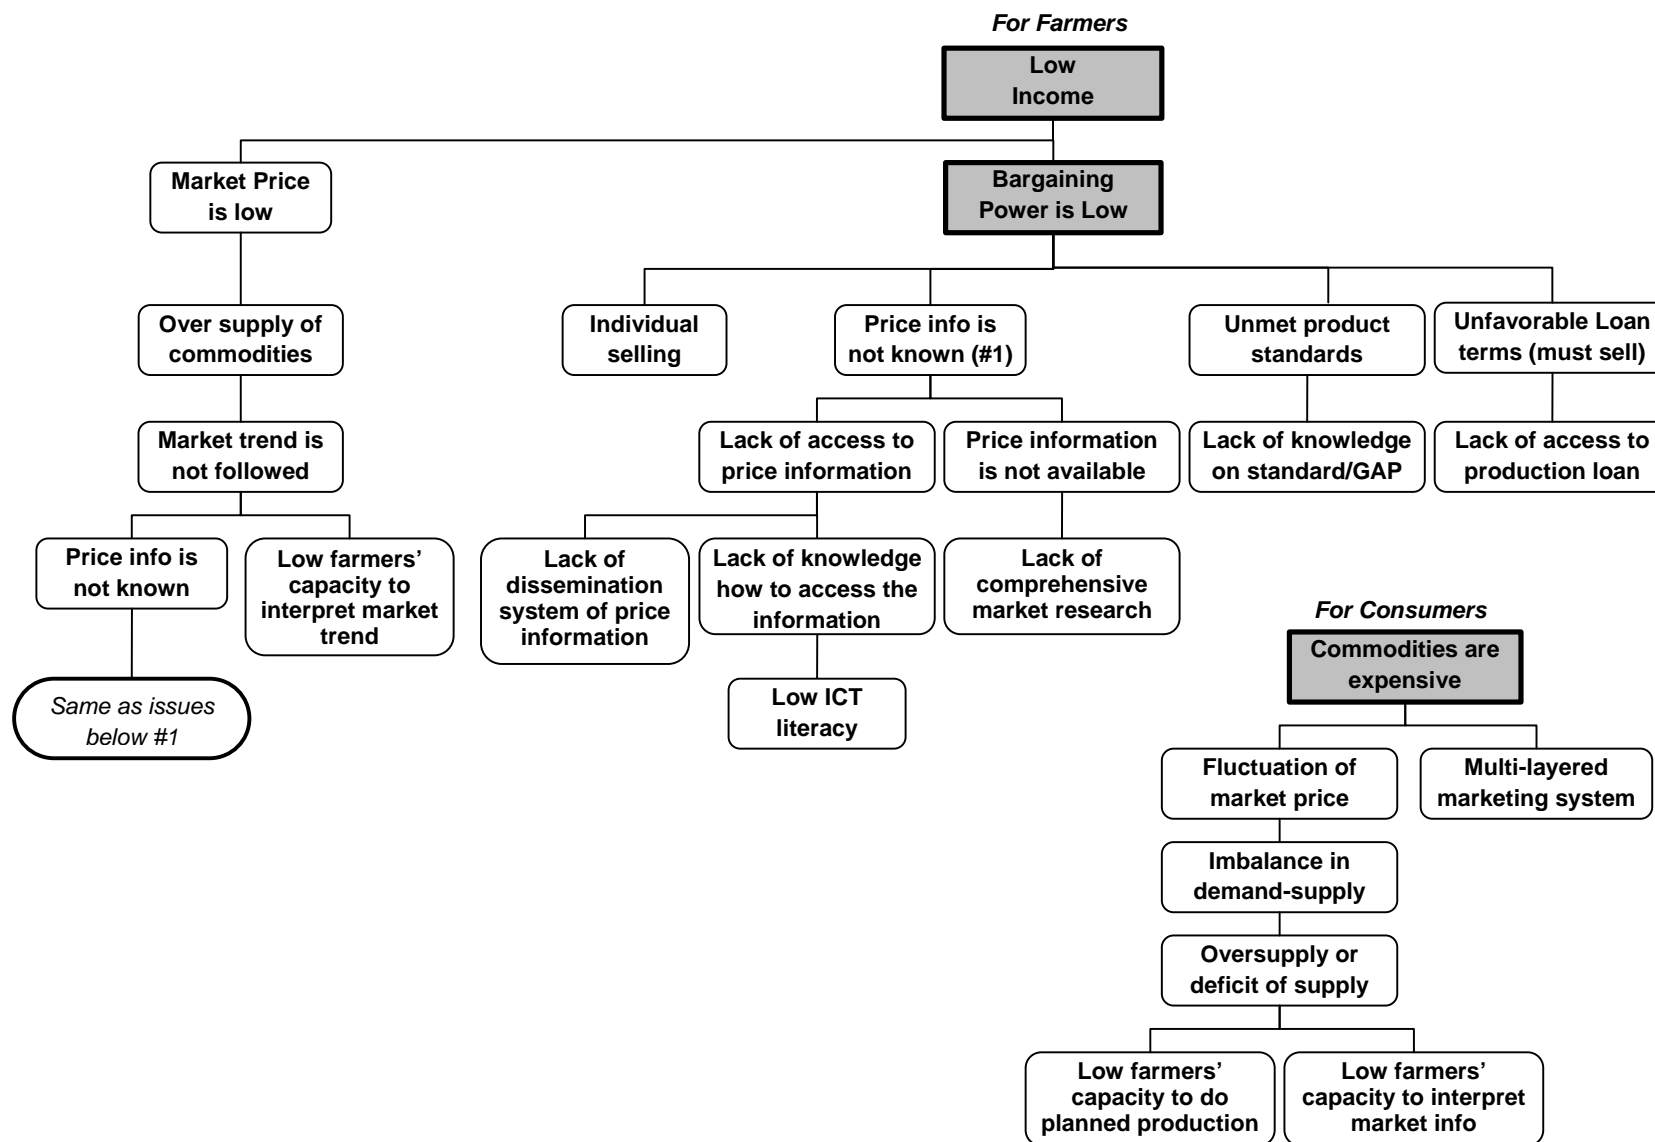 For Farmers
Low
Income
Market Price
is low
Bargaining
Power is Low
Over supply of
commodities
Individual
selling
Price info is
not known (#1)
Unmet product
standards
Unfavorable Loan
terms (must sell)
Market trend is
not followed
Lack of access to
price information
Price information
is not available
Lack of knowledge
on standard/GAP
Lack of access to
production loan
Price info is
not known
Low farmers’
capacity to
interpret market
trend
Lack of
dissemination
system of price
information
Lack of knowledge
how to access the
information
Lack of
comprehensive
market research
Same as issues
below #1
Low ICT
literacy
For Consumers
Commodities are
expensive
Fluctuation of
market price
Multi-layered
marketing system
Imbalance in
demand-supply
Oversupply or
deficit of supply
Low farmers’
capacity to do
planned production
Low farmers’
capacity to interpret
market info